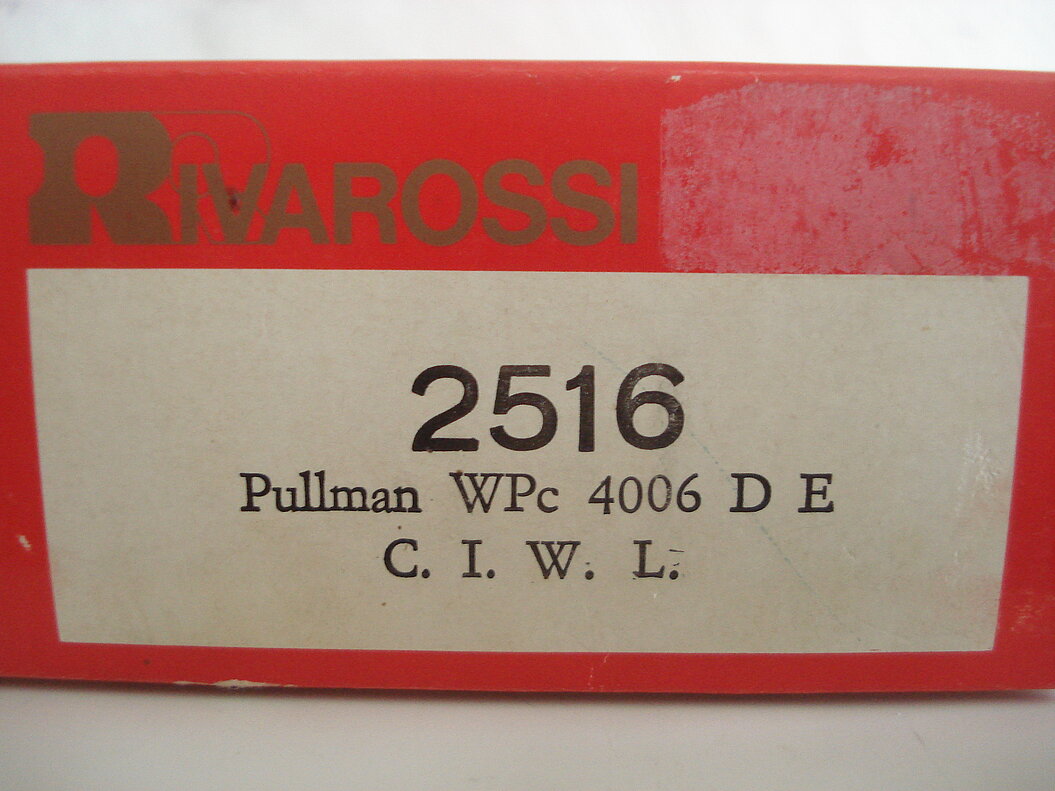 RIVAROSSI
2516
Pullman WPc 4006 D E
C. I. W. L.